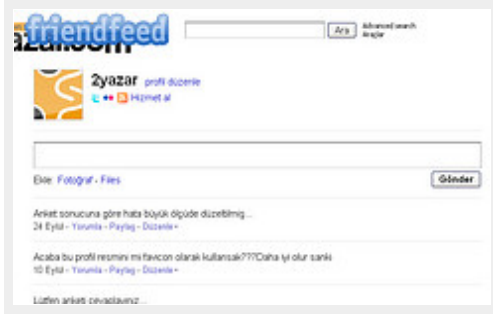 friendfeed
Ara
Advanced search
Araçlar
2yazar profil düzenle
Hizmet al
Ekle: Fotoğraf - Files
Gönder
Anket sonucuna göre hata büyük ölçüde düzeltilmiş...
24 Eylül - Yorumla - Paylaş - Düzenle
Acaba bu profil resmini mi favicon olarak kullansak???Daha iyi olur sanki
10 Eylül - Yorumla - Paylaş - Düzenle
Lütfen anketi cevaplayınız...